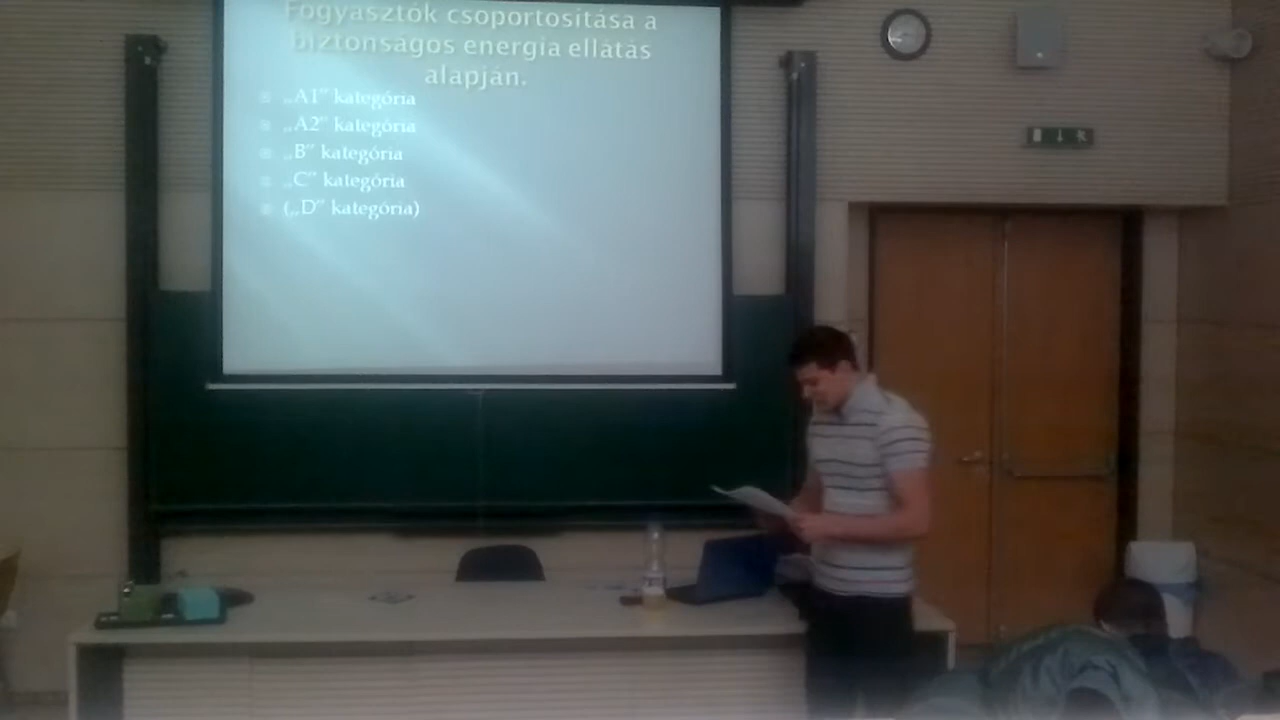 Fogyasztók csoportosítása a
biztonságos energia ellátás
alapján.
„A1” kategória
„A2” kategória
„B” kategória
„C” kategória
(„D” kategória)